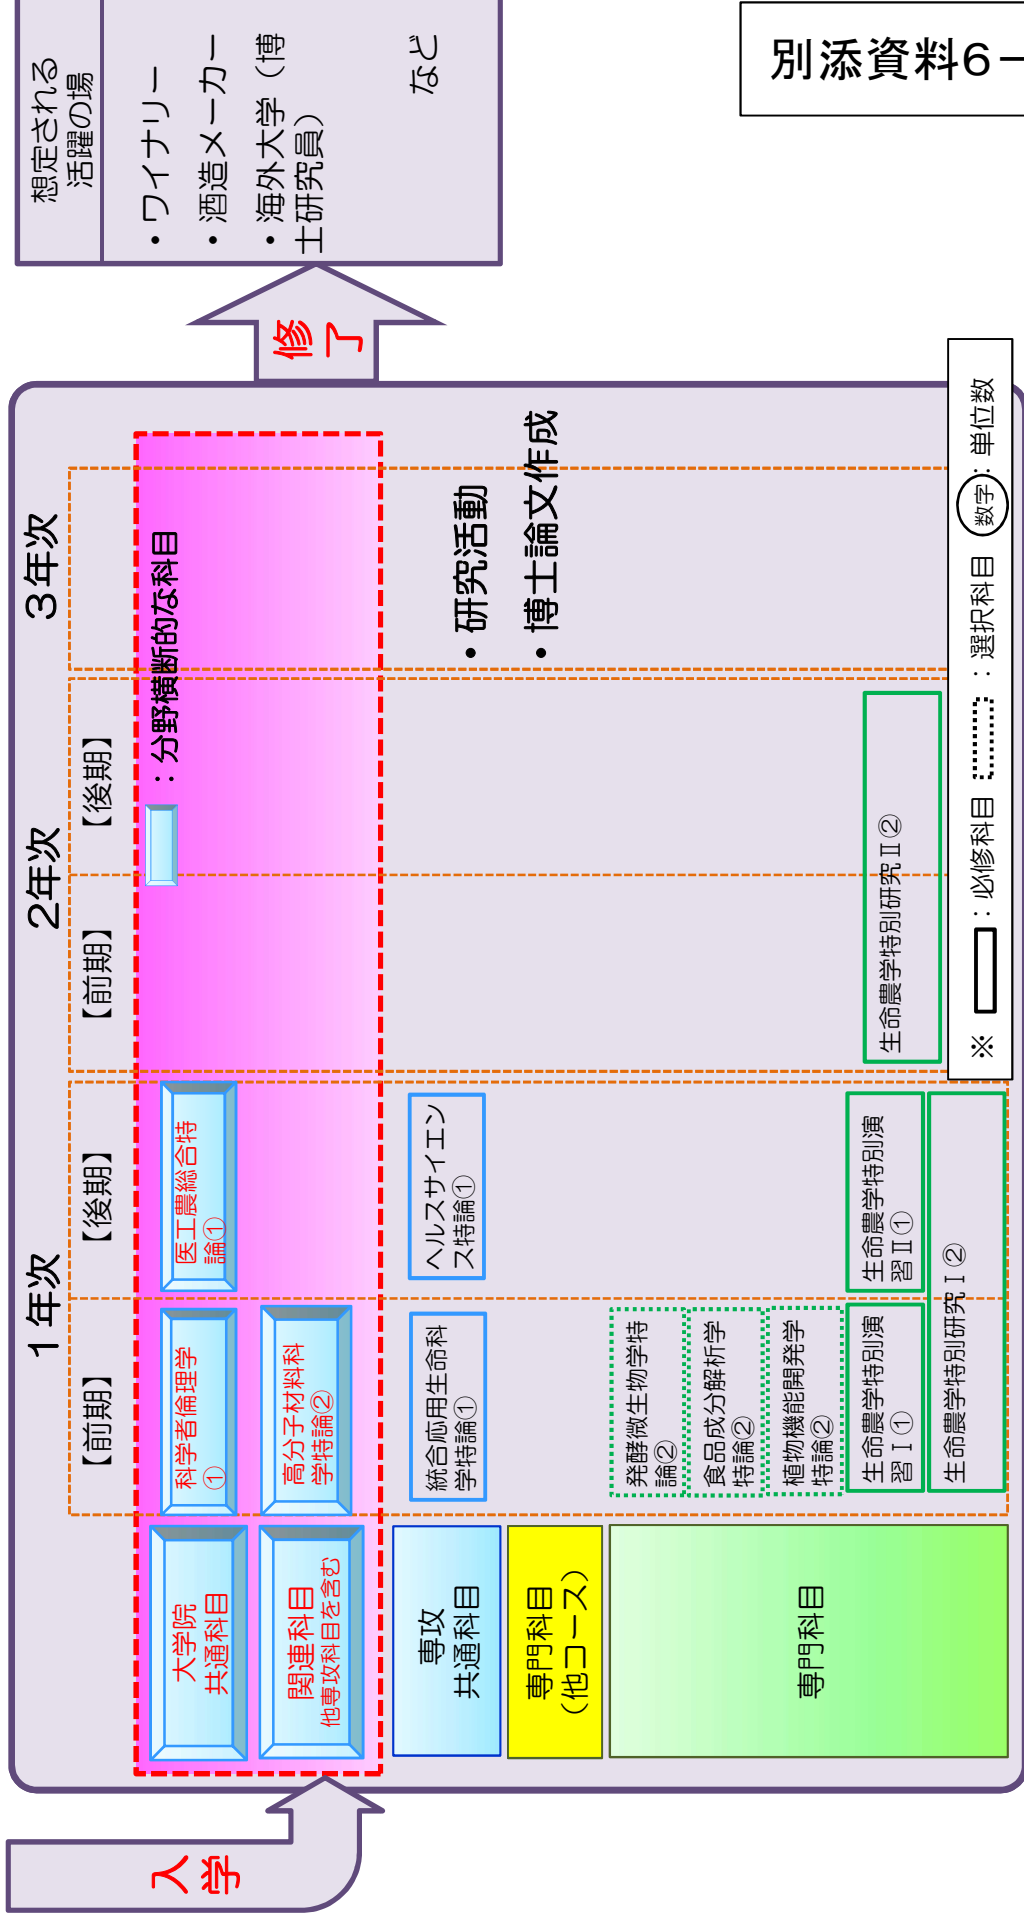 別添資料6-
入
学
1年次
2年次
3年次
【前期】
【後期】
【前期】
【後期】
：分野横断的な科目
大学院
共通科目
科学者倫理学
①
医工農総合特
論①
関連科目
他専攻科目を含む
高分子材料科
学特論②
専攻
共通科目
統合応用生命科
学特論①
ヘルスサイエン
ス特論①
・研究活動
・博士論文作成
専門科目
(他コース)
専門科目
発酵微生物学特
論②
食品成分解析学
特論②
植物機能開発学
特論②
生命農学特別演
習Ⅰ①
生命農学特別演
習Ⅱ①
生命農学特別研究Ⅰ②
生命農学特別研究Ⅱ②
※ ：必修科目 ：選択科目 数字：単位数
修
了
想定される
活躍の場
・ワイナリー
・酒造メーカー
・海外大学（博
士研究員）
など